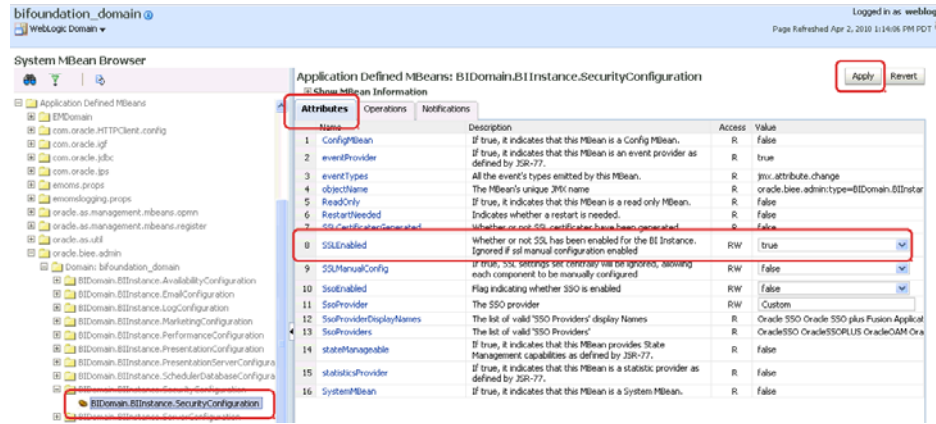 bifoundation_domain
Logged in as weblog
WebLogic Domain
Page Refreshed Apr 2, 2010 1:14:06 PM PDT
System MBean Browser
Application Defined MBeans
EMDomain
com.oracle.HTTPClient.config
com.oracle.igf
com.oracle.jdbc
com.oracle.jps
emoms.props
emomslogging.props
oracle.as.management.mbeans.opmn
oracle.as.management.mbeans.register
oracle.as.util
oracle.biee.admin
Domain: bifoundation_domain
BIDomain.BIInstance.AvailabilityConfiguration
BIDomain.BIInstance.EmailConfiguration
BIDomain.BIInstance.LogConfiguration
BIDomain.BIInstance.MarketingConfiguration
BIDomain.BIInstance.PerformanceConfiguration
BIDomain.BIInstance.PresentationConfiguration
BIDomain.BIInstance.PresentationServerConfigura
BIDomain.BIInstance.SchedulerDatabaseConfigura
BIDomain.BIInstance.SecurityConfiguration
BIDomain.BIInstance.SecurityConfiguration
BIDomain.BIInstance.ServerConfiguration
Application Defined MBeans: BIDomain.BIInstance.SecurityConfiguration
Apply Revert
Show MBean Information
Attributes Operations Notifications
Name Description Access Value
1 ConfigMBean If true, it indicates that this MBean is a Config MBean. R false
2 eventProvider If true, it indicates that this MBean is an event provider as defined by JSR-77. R true
3 eventTypes All the event's types emitted by this MBean. R jmx.attribute.change
4 objectName The MBean's unique JMX name R oracle.biee.admin:type=BIDomain.BIInstar
5 ReadOnly If true, it indicates that this MBean is a read only MBean. R false
6 RestartNeeded Indicates whether a restart is needed. R false
7 SSLCertificatesGenerated Whether or not SSL certificates have been generated R false
8 SSLEnabled Whether or not SSL has been enabled for the BI Instance. Ignored if ssl manual configuration enabled RW true
9 SSLManualConfig If true, SSL settings set centrally will be ignored, allowing each component to be manually configured RW false
10 SsoEnabled Flag indicating whether SSO is enabled RW false
11 SsoProvider The SSO provider RW Custom
12 SsoProviderDisplayNames The list of valid 'SSO Providers' display Names R Oracle SSO Oracle SSO plus Fusion Applicat
13 SsoProviders The list of valid 'SSO Providers' R OracleSSO OracleSSOPLUS OracleOAM Ora
14 stateManageable If true, it indicates that this MBean provides State Management capabilities as defined by JSR-77. R false
15 statisticsProvider If true, it indicates that this MBean is a statistic provider as defined by JSR-77. R false
16 SystemMBean If true, it indicates that this MBean is a System MBean. R false